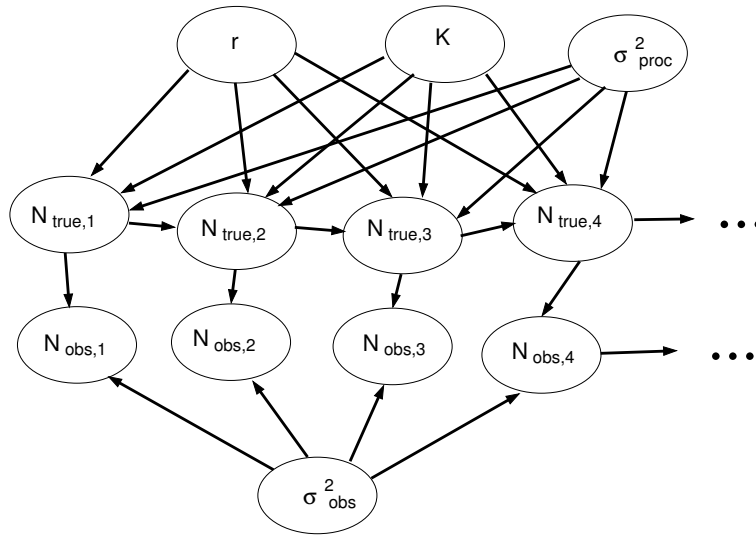 r
K
σ²proc
N true,1
N true,2
N true,3
N true,4
...
N obs,1
N obs,2
N obs,3
N obs,4
...
σ²obs